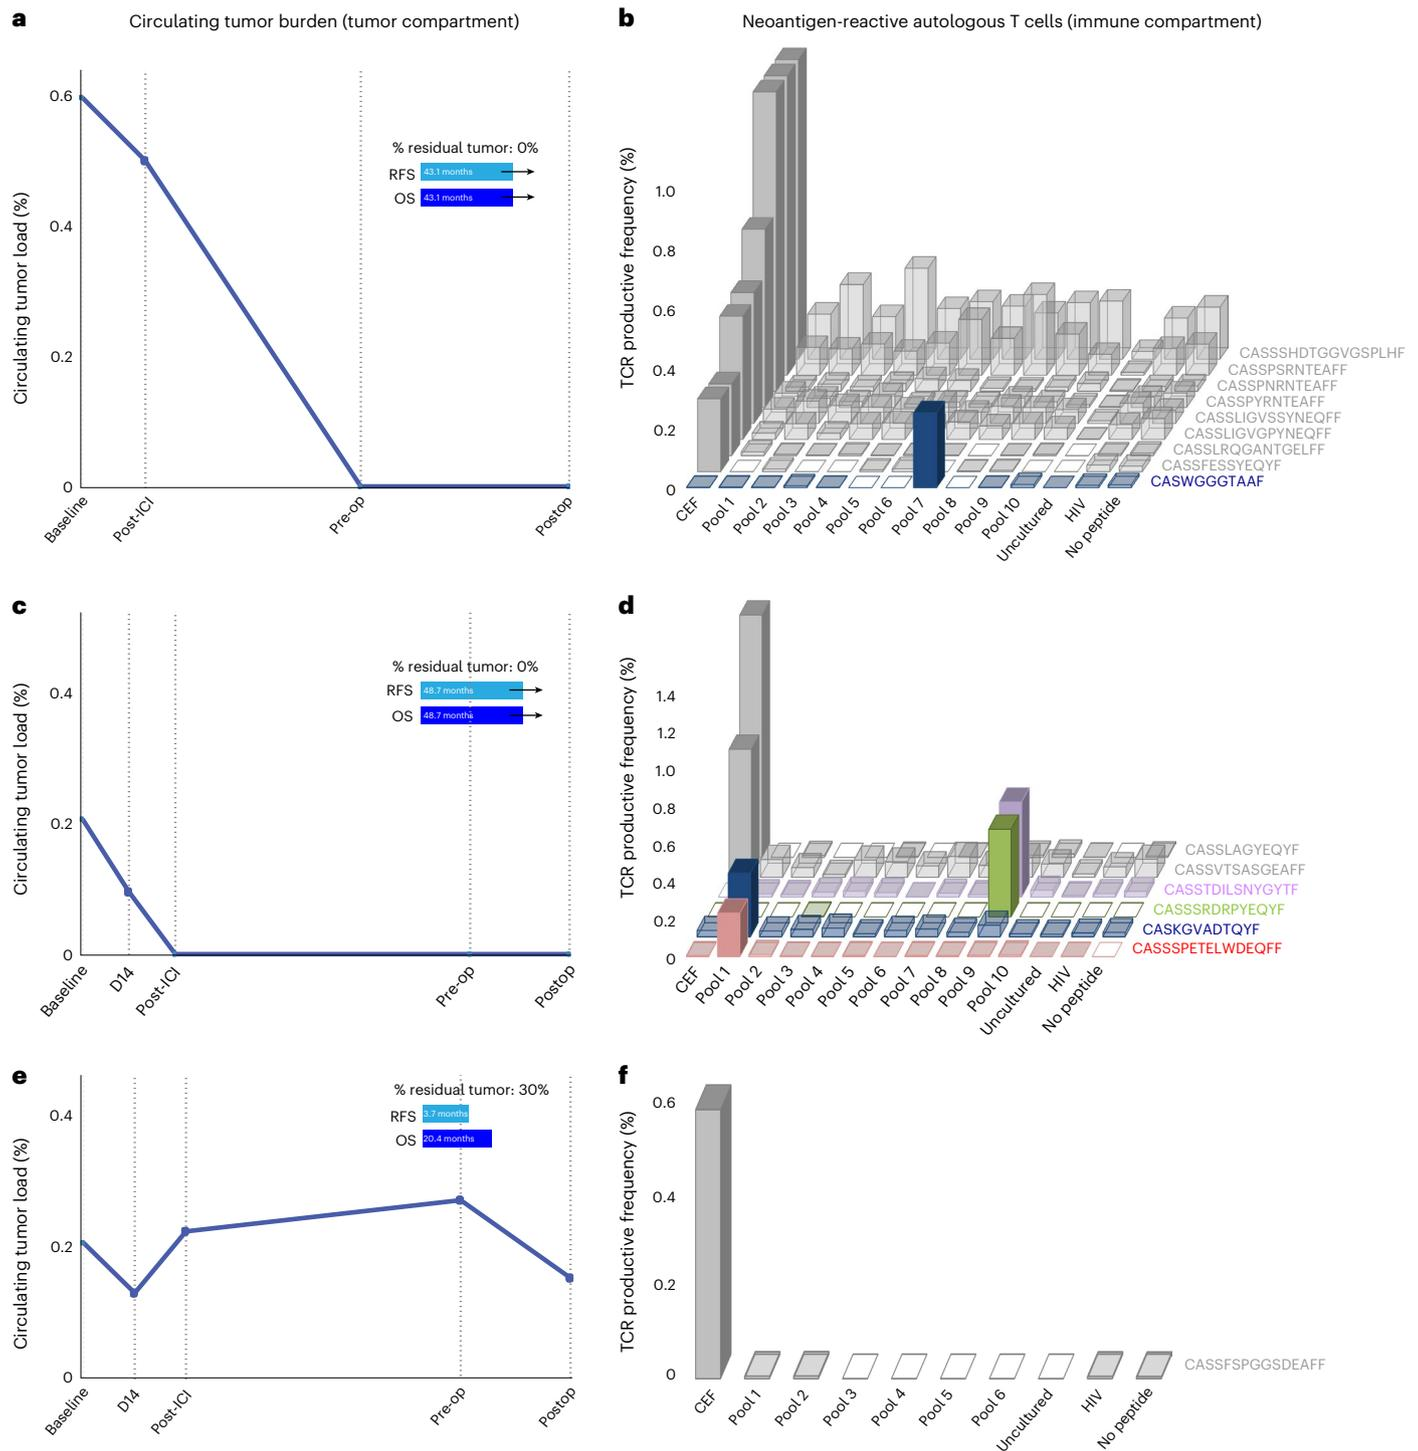 a
Circulating tumor burden (tumor compartment)
Circulating tumor load (%)
0.6
0.4
0.2
0
% residual tumor: 0%
RFS 43.1 months
OS 43.1 months
Baseline
Post-ICI
Pre-op
Postop
b
Neoantigen-reactive autologous T cells (immune compartment)
TCR productive frequency (%)
1.0
0.8
0.6
0.4
0.2
0
CASSSHDTGGVGSPLHF
CASSPSRNTEAFF
CASSPNRNTEAFF
CASSPYRNTEAFF
CASSLIGVSSYNEQFF
CASSLIGVGPYNEQFF
CASSLRQGANTGELFF
CASSFESSYEQYF
CASWGGGTAAF
CEF
Pool 1
Pool 2
Pool 3
Pool 4
Pool 5
Pool 6
Pool 7
Pool 8
Pool 9
Pool 10
Uncultured
HIV
No peptide
c
Circulating tumor load (%)
0.4
0.2
0
% residual tumor: 0%
RFS 48.7 months
OS 48.7 months
Baseline
D14
Post-ICI
Pre-op
Postop
d
TCR productive frequency (%)
1.4
1.2
1.0
0.8
0.6
0.4
0.2
0
CASSLAGYEQYF
CASSVTSASGEAFF
CASSTDILSNYGYTF
CASSSRDRPYEQYF
CASKGVADTQYF
CASSSPETELWDEQFF
CEF
Pool 1
Pool 2
Pool 3
Pool 4
Pool 5
Pool 6
Pool 7
Pool 8
Pool 9
Pool 10
Uncultured
HIV
No peptide
e
Circulating tumor load (%)
0.4
0.2
0
% residual tumor: 30%
RFS 3.7 months
OS 20.4 months
Baseline
D14
Post-ICI
Pre-op
Postop
f
TCR productive frequency (%)
0.6
0.4
0.2
0
CASSFSPGGSDEAFF
CEF
Pool 1
Pool 2
Pool 3
Pool 4
Pool 5
Pool 6
Uncultured
HIV
No peptide